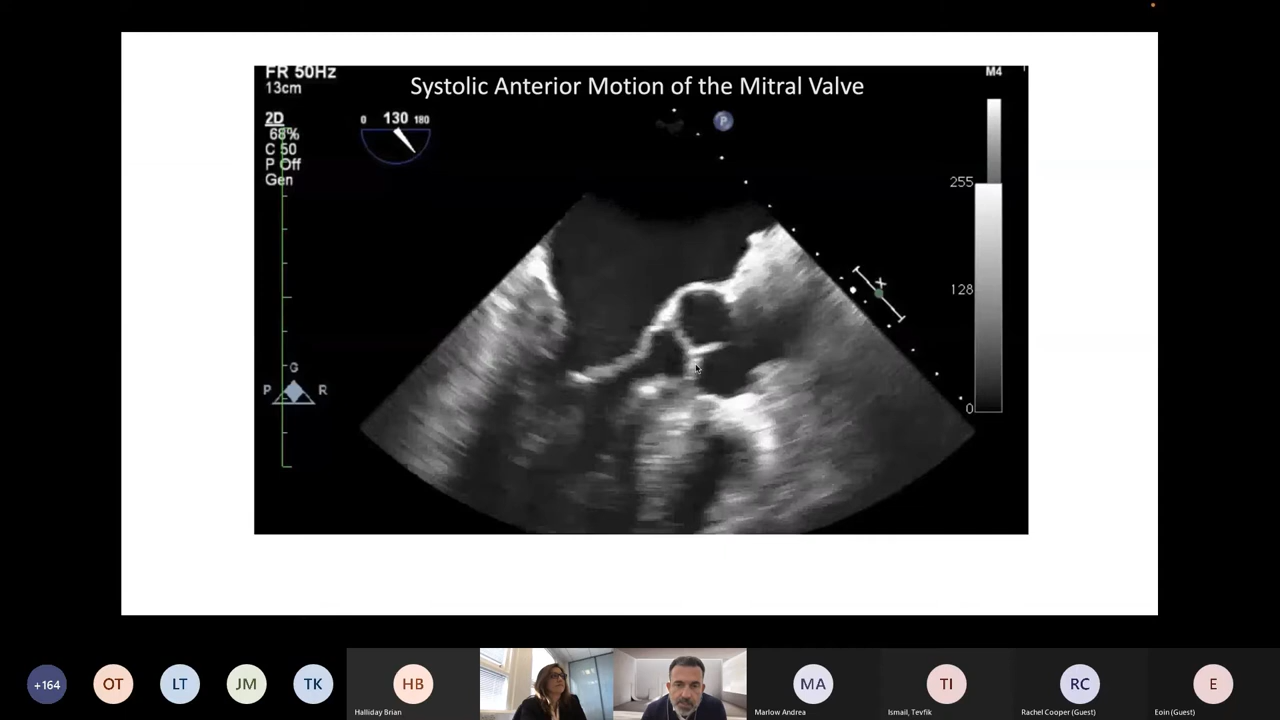 FR 50Hz
13cm
Systolic Anterior Motion of the Mitral Valve
M4
2D
68%
C 50
P Off
Gen
0 130 180
P
255
128
0
X
G
P R
+164
OT
LT
JM
TK
HB
Halliday Brian
MA
Marlow Andrea
TI
Ismail, Tevfik
RC
Rachel Cooper (Guest)
E
Eoin (Guest)